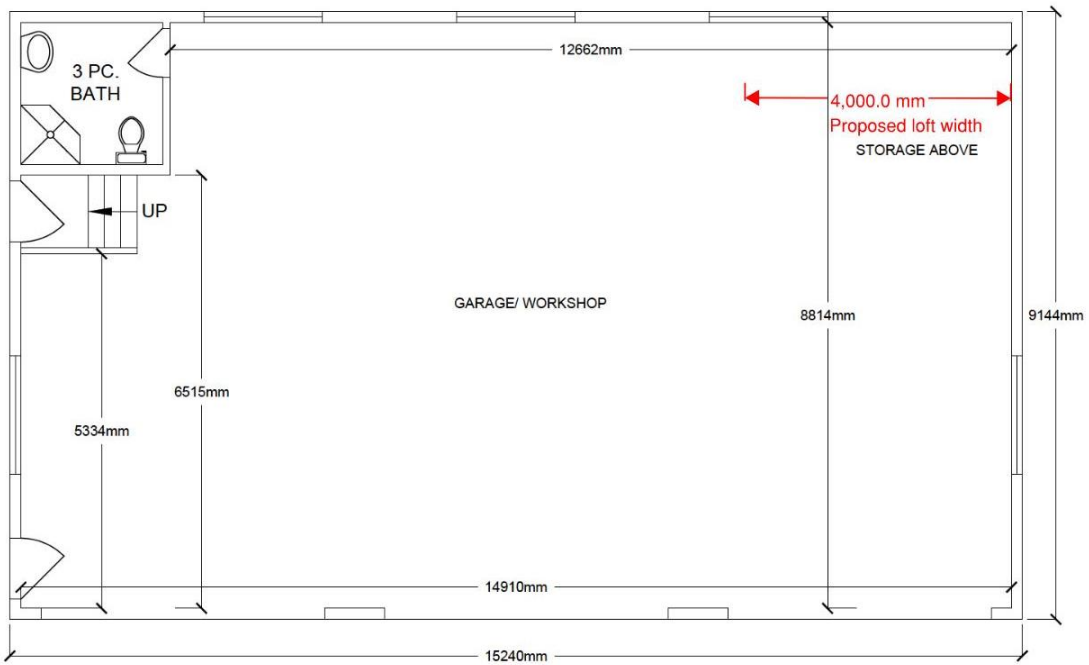 12662mm
3 PC.
BATH
4,000.0 mm
Proposed loft width
STORAGE ABOVE
UP
GARAGE/ WORKSHOP
8814mm
9144mm
6515mm
5334mm
14910mm
15240mm